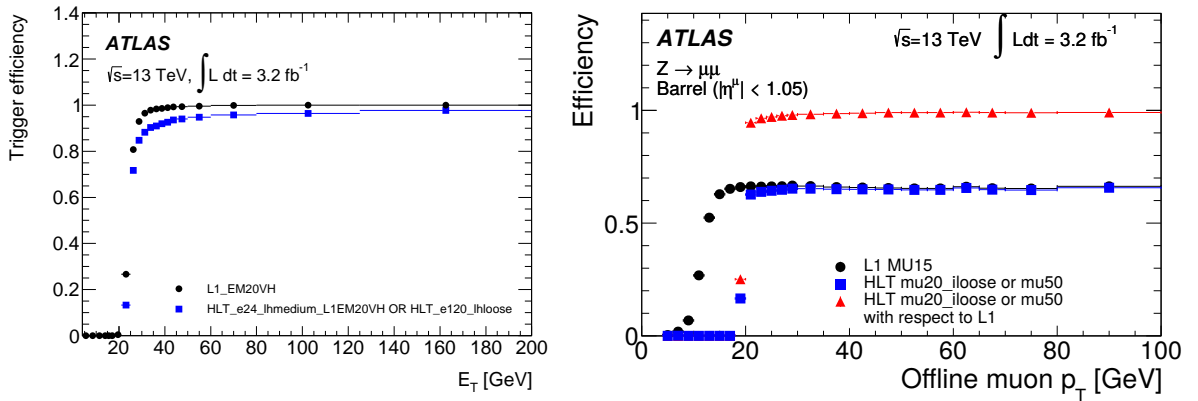 Trigger efficiency
1.4
1.2
1
0.8
0.6
0.4
0.2
0
ATLAS
√s=13 TeV, ∫L dt = 3.2 fb⁻¹
L1_EM20VH
HLT_e24_lhmedium_L1EM20VH OR HLT_e120_lhloose
20 40 60 80 100 120 140 160 180 200
E_T [GeV]
Efficiency
1
0.5
0
ATLAS
√s=13 TeV ∫ Ldt = 3.2 fb⁻¹
Z → μμ
Barrel (|η^μ| < 1.05)
L1 MU15
HLT mu20_iloose or mu50
HLT mu20_iloose or mu50
with respect to L1
0 20 40 60 80 100
Offline muon p_T [GeV]